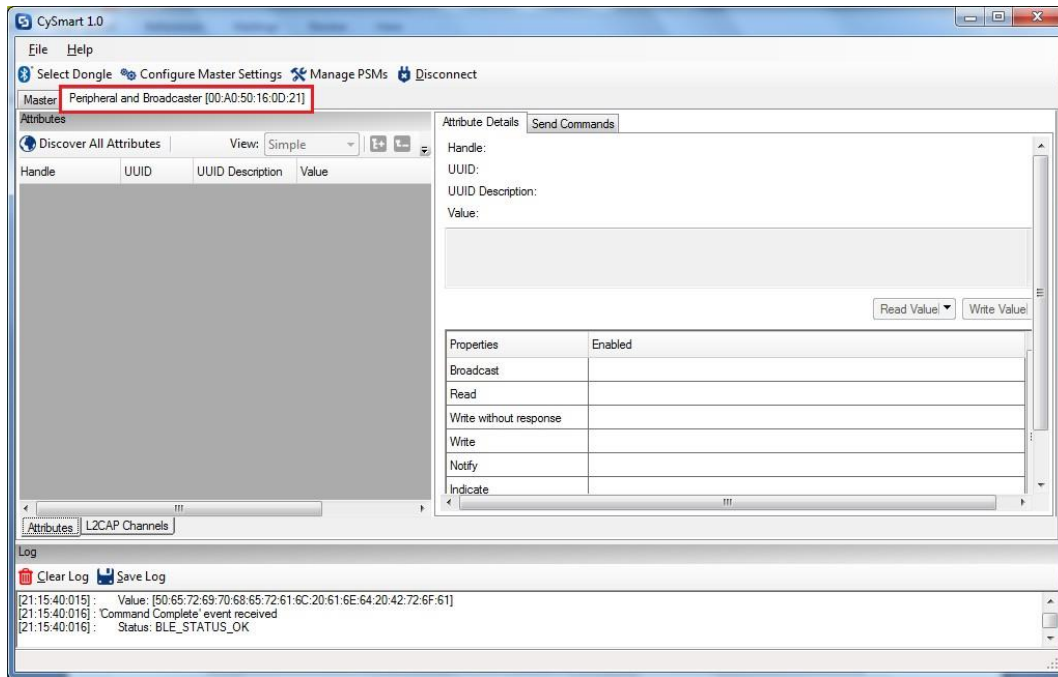 CySmart 1.0
File Help
Select Dongle Configure Master Settings Manage PSMs Disconnect
Master Peripheral and Broadcaster [00:A0:50:16:0D:21]
Attributes
Discover All Attributes View: Simple
Handle UUID UUID Description Value
Attribute Details Send Commands
Handle:
UUID:
UUID Description:
Value:
Read Value Write Value
Properties Enabled
Broadcast
Read
Write without response
Write
Notify
Indicate
Attributes L2CAP Channels
Log
Clear Log Save Log
[21:15:40:015] : Value: [50:65:72:69:70:68:65:72:61:6C:20:61:6E:64:20:42:72:6F:61]
[21:15:40:016] : 'Command Complete' event received
[21:15:40:016] : Status: BLE_STATUS_OK